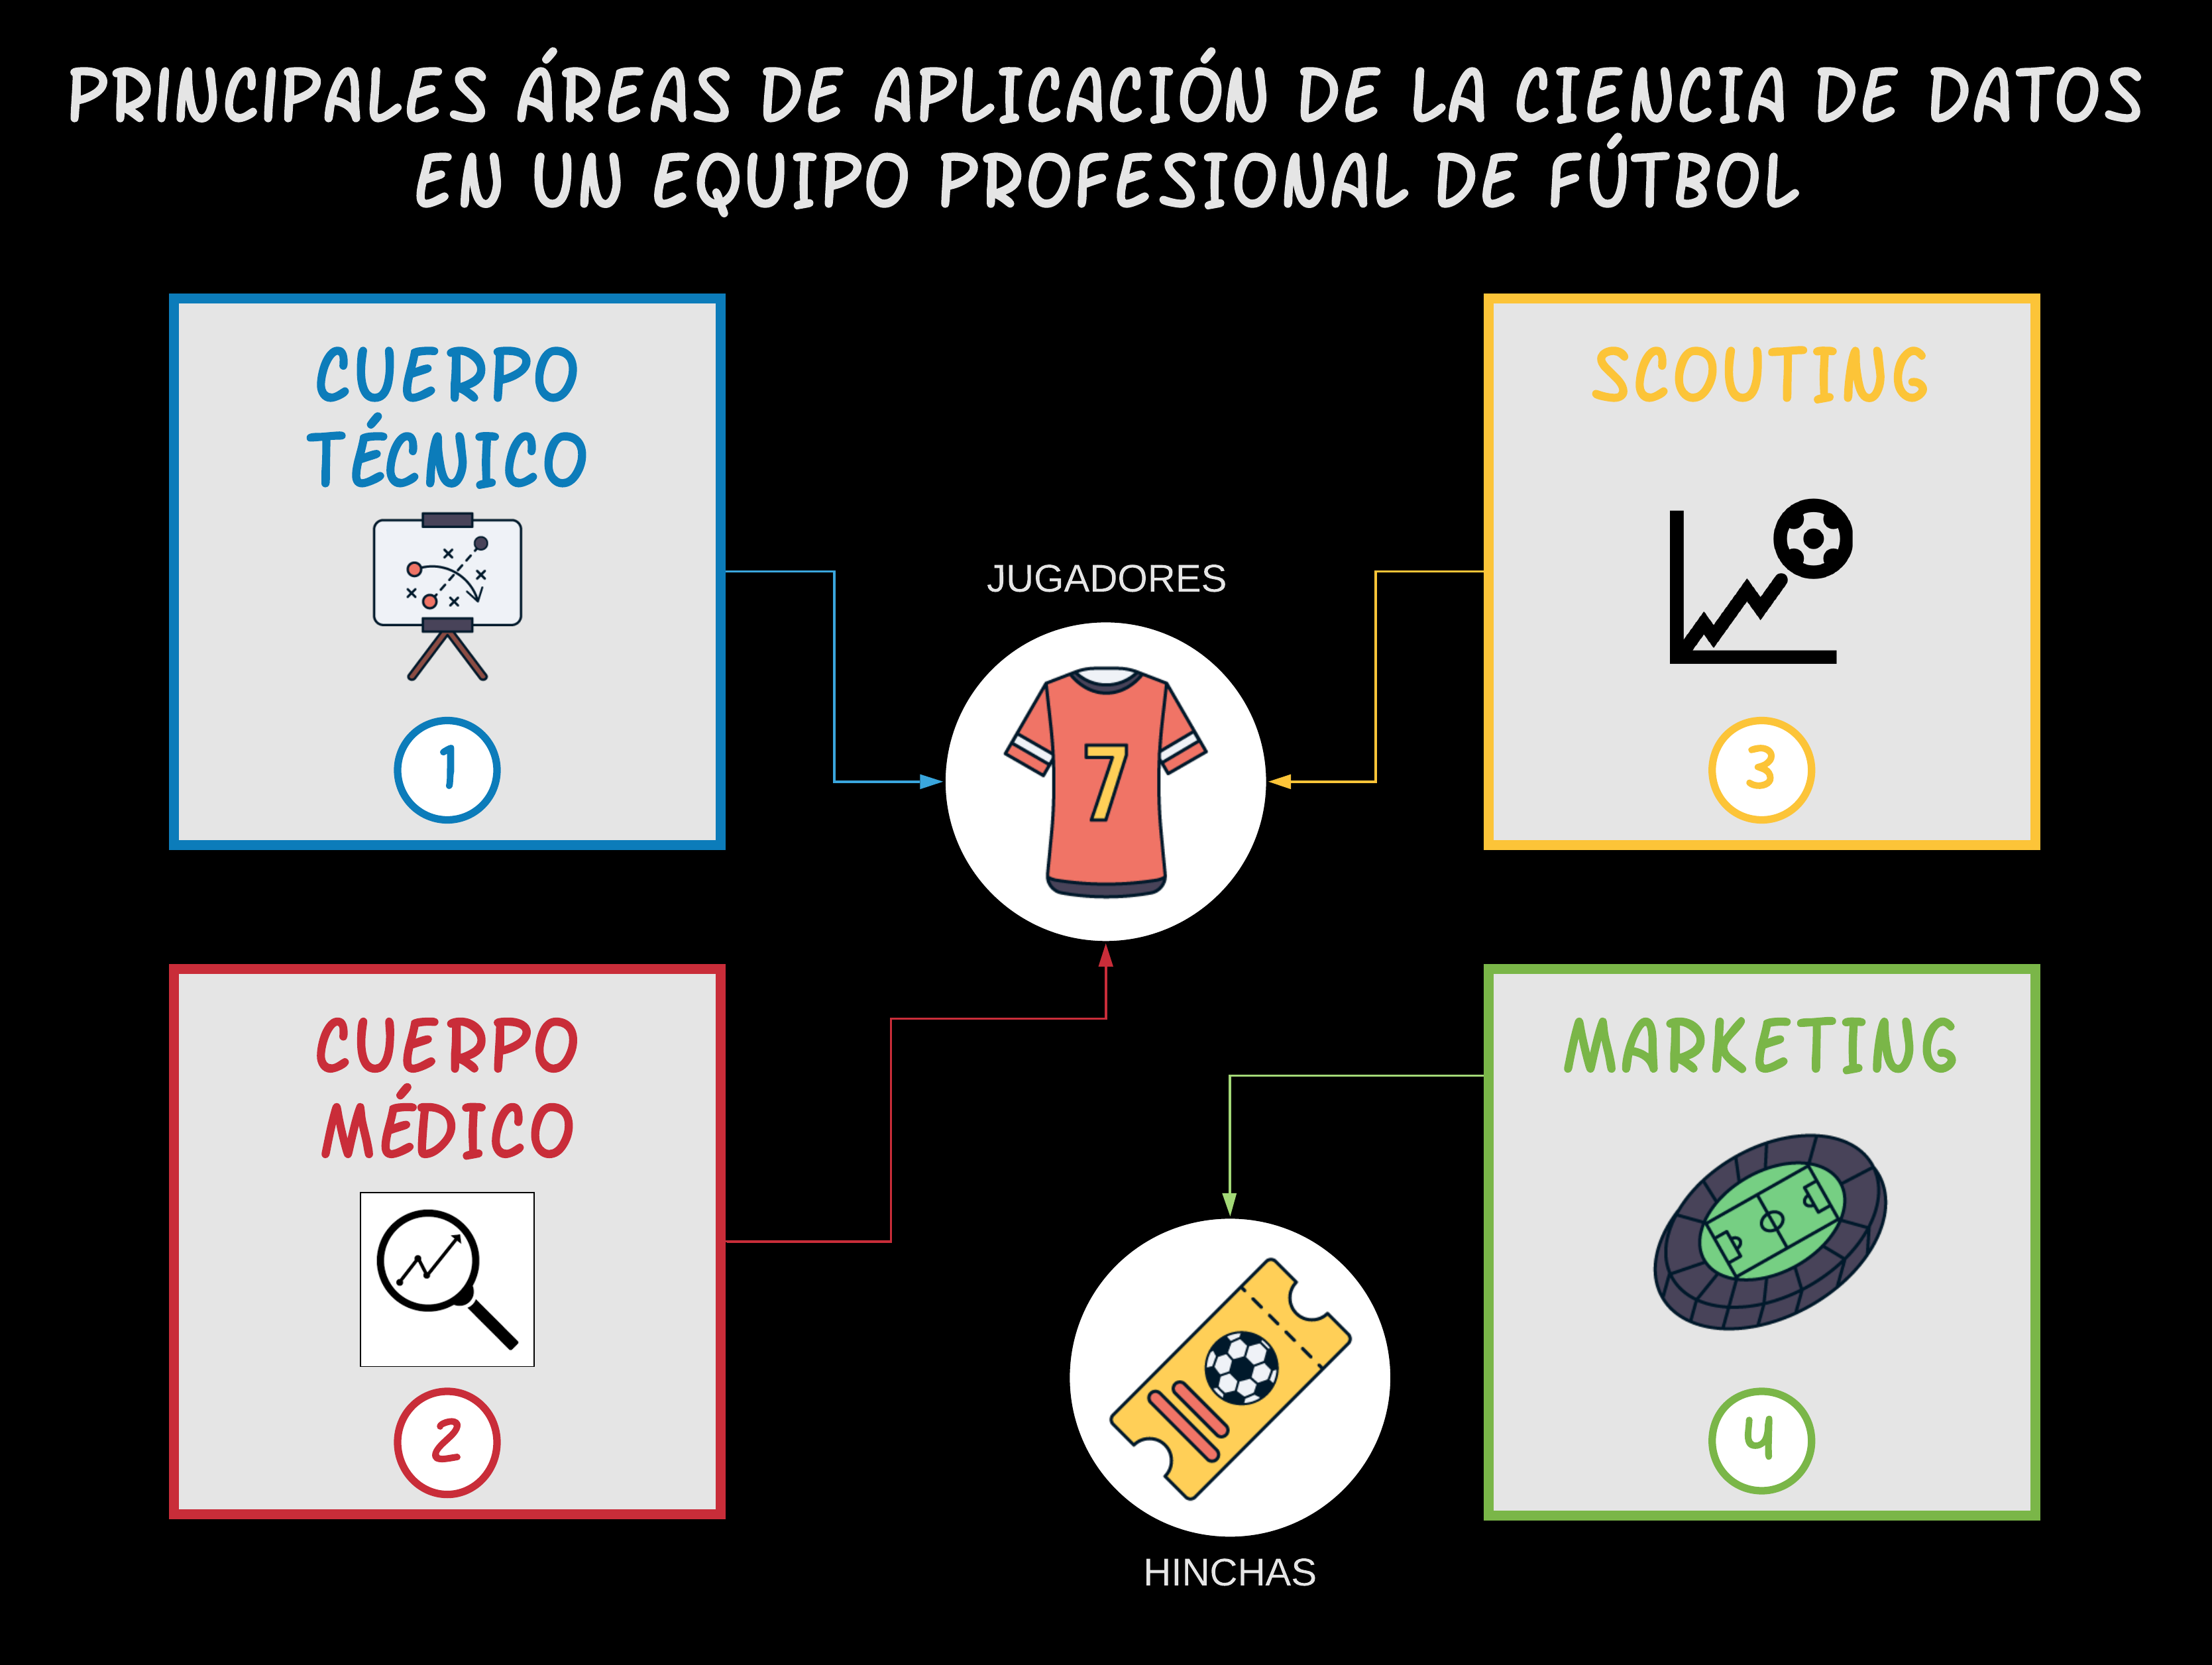 PRINCIPALES ÁREAS DE APLICACIÓN DE LA CIENCIA DE DATOS
EN UN EQUIPO PROFESIONAL DE FÚTBOL
CUERPO
TÉCNICO
1
JUGADORES
7
SCOUTING
3
CUERPO
MÉDICO
2
MARKETING
4
HINCHAS